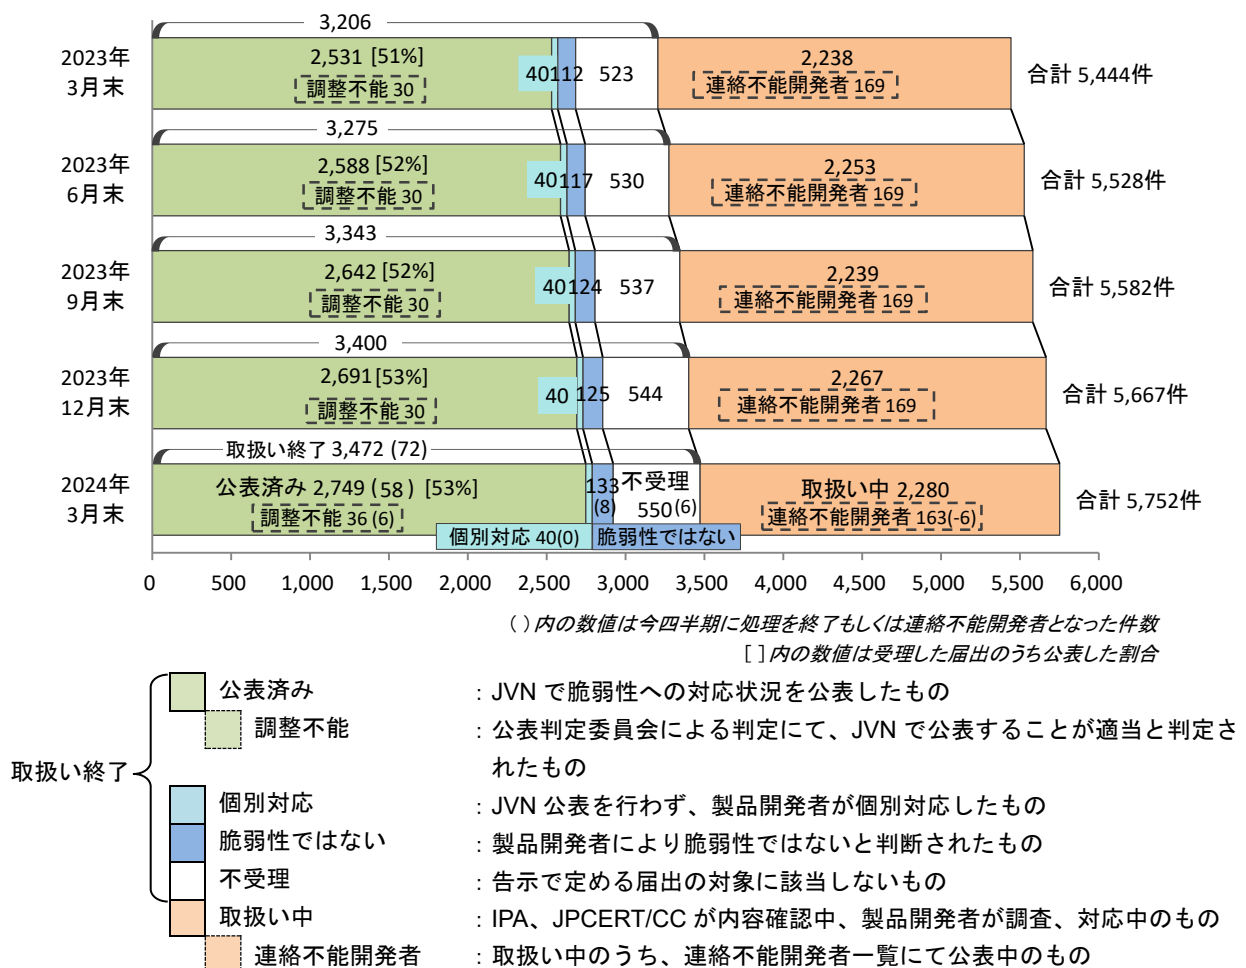 3,206
2023年
3月末
2,531 [51%]
調整不能 30
40
112
523
2,238
連絡不能開発者 169
合計 5,444件
3,275
2023年
6月末
2,588 [52%]
調整不能 30
40
117
530
2,253
連絡不能開発者 169
合計 5,528件
3,343
2023年
9月末
2,642 [52%]
調整不能 30
40
124
537
2,239
連絡不能開発者 169
合計 5,582件
3,400
2023年
12月末
2,691 [53%]
調整不能 30
40
125
544
2,267
連絡不能開発者 169
合計 5,667件
取扱い終了 3,472 (72)
2024年
3月末
公表済み 2,749 (58) [53%]
調整不能 36 (6)
133
(8)
不受理
550(6)
取扱い中 2,280
連絡不能開発者 163(-6)
合計 5,752件
個別対応 40(0)
脆弱性ではない
0 500 1,000 1,500 2,000 2,500 3,000 3,500 4,000 4,500 5,000 5,500 6,000
( )内の数値は今四半期に処理を終了もしくは連絡不能開発者となった件数
[ ]内の数値は受理した届出のうち公表した割合
取扱い終了
公表済み : JVN で脆弱性への対応状況を公表したもの
調整不能 : 公表判定委員会による判定にて、JVN で公表することが適当と判定さ
れたもの
個別対応 : JVN 公表を行わず、製品開発者が個別対応したもの
脆弱性ではない : 製品開発者により脆弱性ではないと判断されたもの
不受理 : 告示で定める届出の対象に該当しないもの
取扱い中 : IPA、JPCERT/CC が内容確認中、製品開発者が調査、対応中のもの
連絡不能開発者 : 取扱い中のうち、連絡不能開発者一覧にて公表中のもの